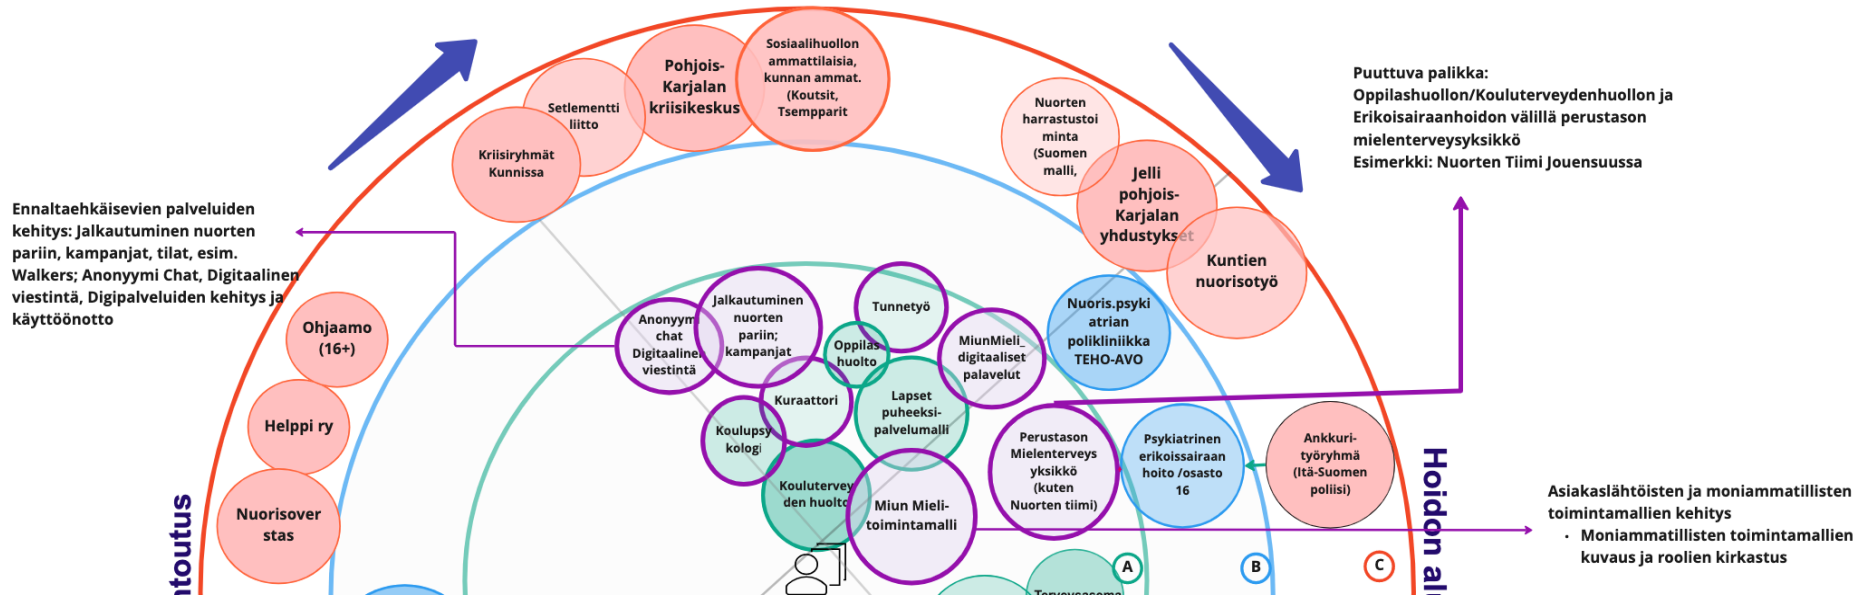 Pohjois-
Karjalan
kriisikeskus
Sosiaalihuollon
ammattilaisia,
kunnan ammat.
(Koutsit,
Tsempparit
Setlementti
liitto
Kriisiryhmät
Kunnissa
Nuorten
harrastustoi
minta
(Suomen
malli,
Jelli
pohjois-
Karjalan
yhdustykset
Kuntien
nuorisotyö
Puuttuva palikka:
Oppilashuollon/Kouluterveydenhuollon ja
Erikoisairaanhoidon välillä perustason
mielenterveysyksikkö
Esimerkki: Nuorten Tiimi Jouensuussa
Ennaltaehkäisevien palveluiden
kehitys: Jalkautuminen nuorten
pariin, kampanjat, tilat, esim.
Walkers; Anonyymi Chat, Digitaalinen
viestintä, Digipalveluiden kehitys ja
käyttöönotto
Ohjaamo
(16+)
Helppi ry
Nuorisover
stas
Anonyymi
chat
Digitaalinen
viestintä
Jalkautuminen
nuorten
pariin;
kampanjat
Tunnetyö
Oppilas
huolto
MiunMieli_
digitaaliset
palavelut
Nuoris.psyki
atrian
polikliniikka
TEHO-AVO
Kuraattori
Lapset
puheeksi-
palvelumalli
Koulupsy
kologi
Koulutervey
den huolto
Miun Mieli-
toimintamalli
Perustason
Mielenterveys
yksikkö
(kuten
Nuorten tiimi)
Psykiatrinen
erikoissairaan
hoito /osasto
16
Ankkuri-
työryhmä
(Itä-Suomen
poliisi)
Asiakaslähtöisten ja moniammatillisten
toimintamallien kehitys
· Moniammatillisten toimintamallien
kuvaus ja roolien kirkastus
A
B
C
Hoidon